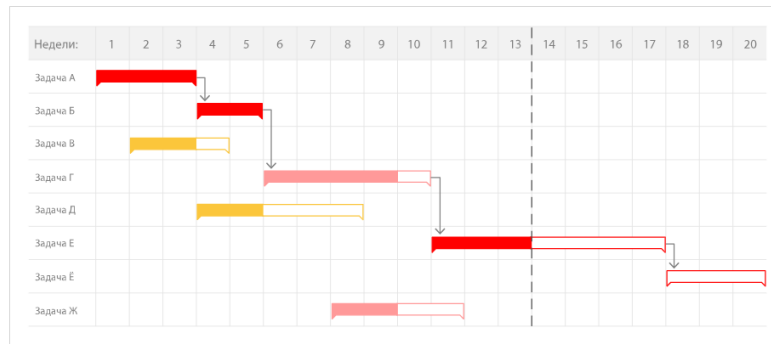 Недели: 1 2 3 4 5 6 7 8 9 10 11 12 13 14 15 16 17 18 19 20
Задача А
Задача Б
Задача В
Задача Г
Задача Д
Задача Е
Задача Ё
Задача Ж